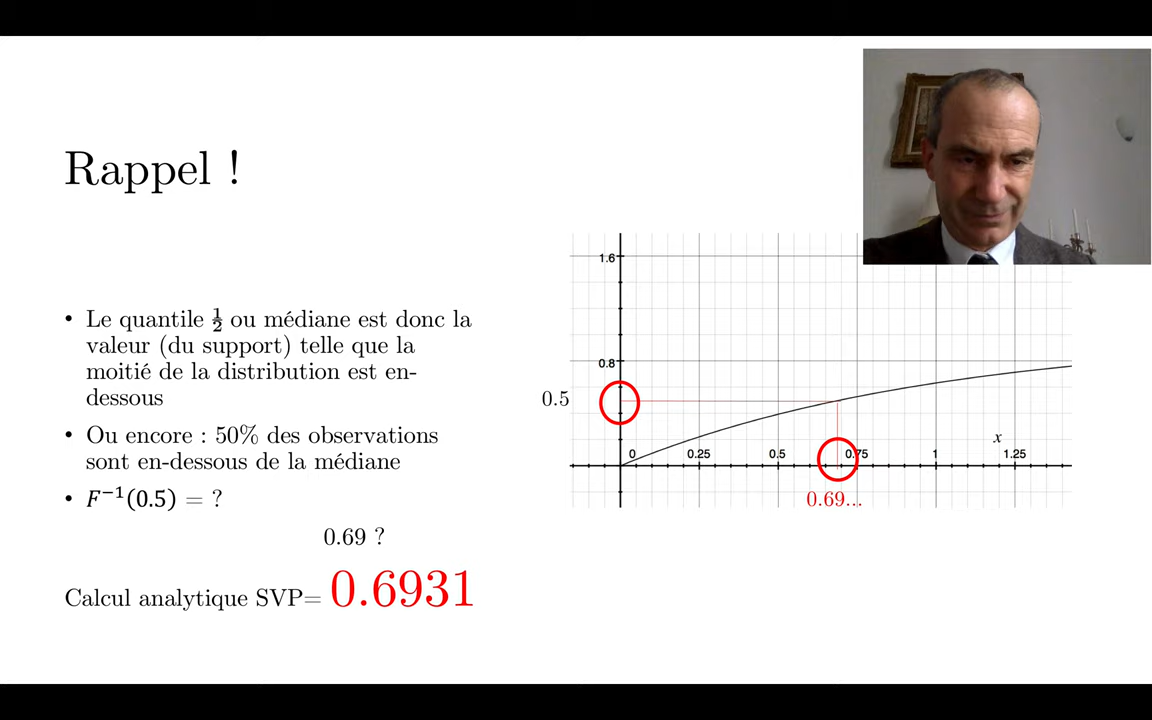 Rappel !
• Le quantile ½ ou médiane est donc la
valeur (du support) telle que la
moitié de la distribution est en-
dessous
• Ou encore : 50% des observations
sont en-dessous de la médiane
• F⁻¹(0.5) = ?
0.69 ?
Calcul analytique SVP= 0.6931
1.6
0.8
0.5
x
0 0.25 0.5 0.75 1 1.25
0.69...